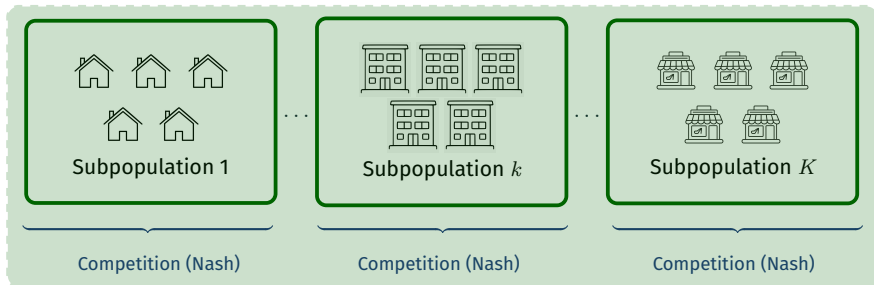 ... ...
Subpopulation 1 Subpopulation k Subpopulation K
Competition (Nash) Competition (Nash) Competition (Nash)